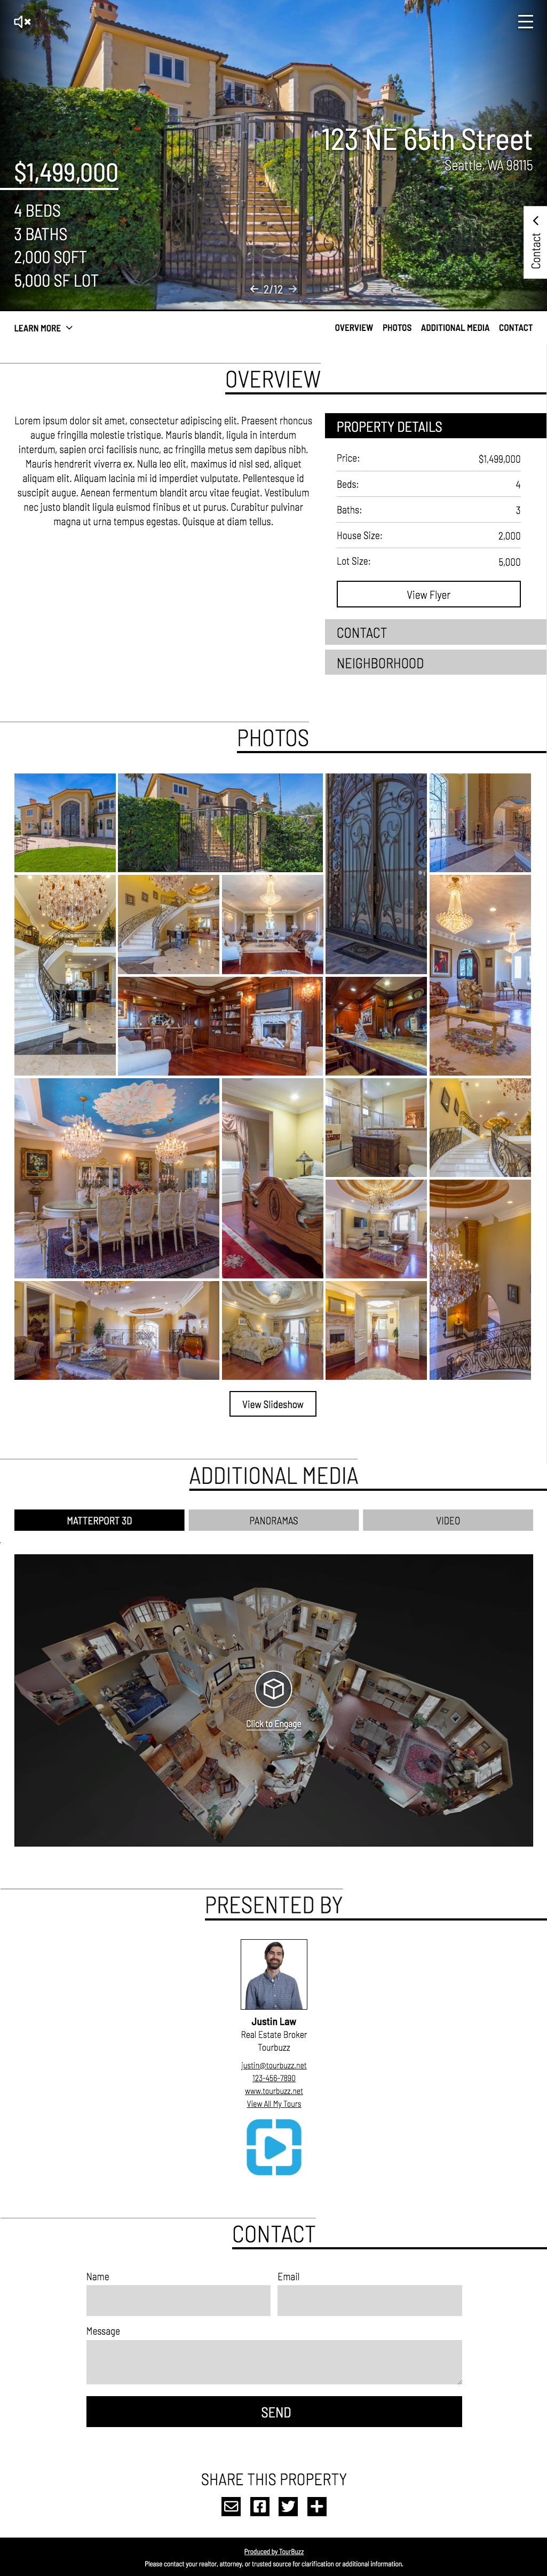 123 NE 65th Street
Seattle, WA 98115
$1,499,000
4 BEDS
3 BATHS
2,000 SQFT
5,000 SF LOT
Contact
2/12
LEARN MORE
OVERVIEW PHOTOS ADDITIONAL MEDIA CONTACT
OVERVIEW
Lorem ipsum dolor sit amet, consectetur adipiscing elit. Praesent rhoncus
augue fringilla molestie tristique. Mauris blandit, ligula in interdum
interdum, sapien orci facilisis nunc, ac fringilla metus sem dapibus nibh.
Mauris hendrerit viverra ex. Nulla leo elit, maximus id nisl sed, aliquet
aliquam elit. Aliquam lacinia mi id imperdiet vulputate. Pellentesque id
suscipit augue. Aenean fermentum blandit arcu vitae feugiat. Vestibulum
nec justo blandit ligula euismod finibus et ut purus. Curabitur pulvinar
magna ut urna tempus egestas. Quisque at diam tellus.
PROPERTY DETAILS
Price: $1,499,000
Beds: 4
Baths: 3
House Size: 2,000
Lot Size: 5,000
View Flyer
CONTACT
NEIGHBORHOOD
PHOTOS
View Slideshow
ADDITIONAL MEDIA
MATTERPORT 3D PANORAMAS VIDEO
Click to Engage
PRESENTED BY
Justin Law
Real Estate Broker
Tourbuzz
justin@tourbuzz.net
123-456-7890
www.tourbuzz.net
View All My Tours
CONTACT
Name Email
Message
SEND
SHARE THIS PROPERTY
Produced by TourBuzz
Please contact your realtor, attorney, or trusted source for clarification or additional information.